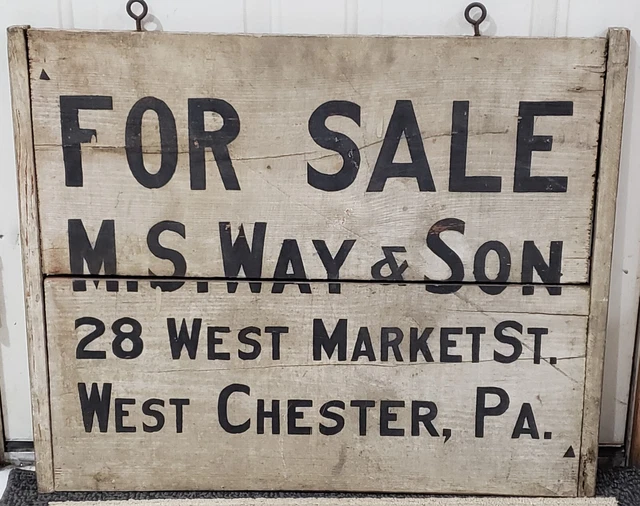 FOR SALE
M.S. WAY & SON
28 WEST MARKET ST.
WEST CHESTER, PA.